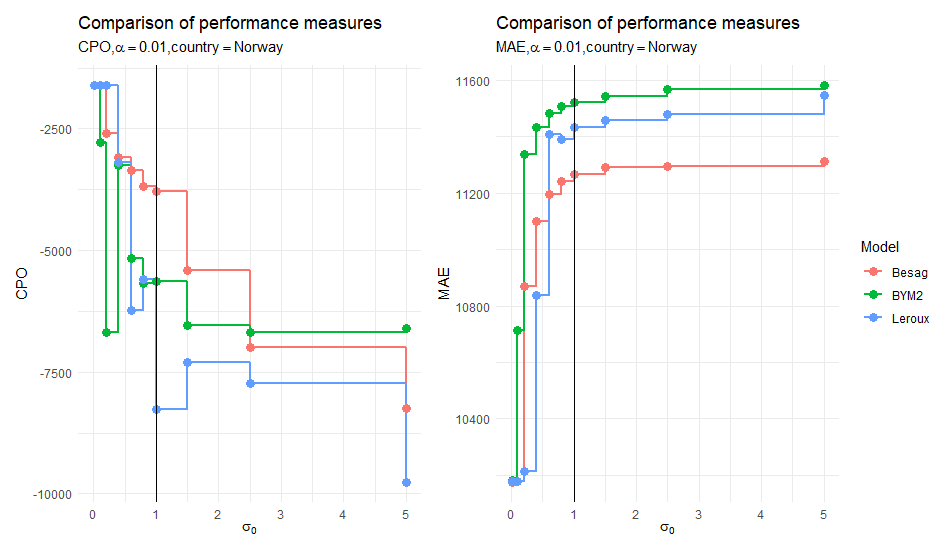 Comparison of performance measures
CPO,α = 0.01,country = Norway
CPO
-2500
-5000
-7500
-10000
0 1 2 3 4 5
σ0
Comparison of performance measures
MAE,α = 0.01,country = Norway
MAE
11600
11200
10800
10400
0 1 2 3 4 5
σ0
Model
Besag
BYM2
Leroux